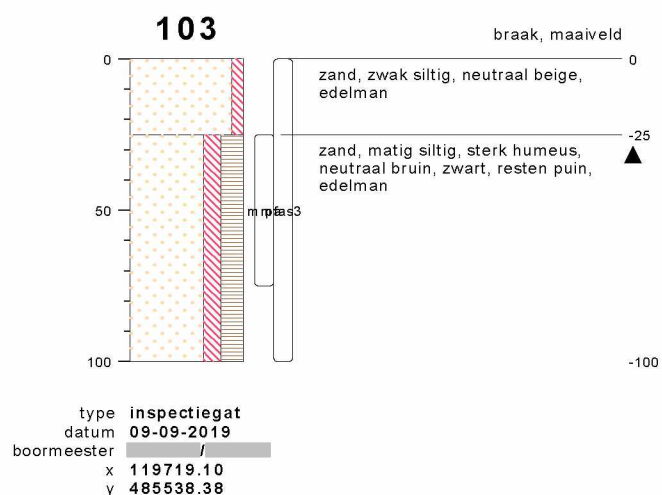 103
braak, maaiveld
0
0
zand, zwak siltig, neutraal beige,
edelman
-25
zand, matig siltig, sterk humeus,
neutraal bruin, zwart, resten puin,
edelman
50
100
-100
type inspectiegat
datum 09-09-2019
boormeester /
x 119719.10
y 485538.38